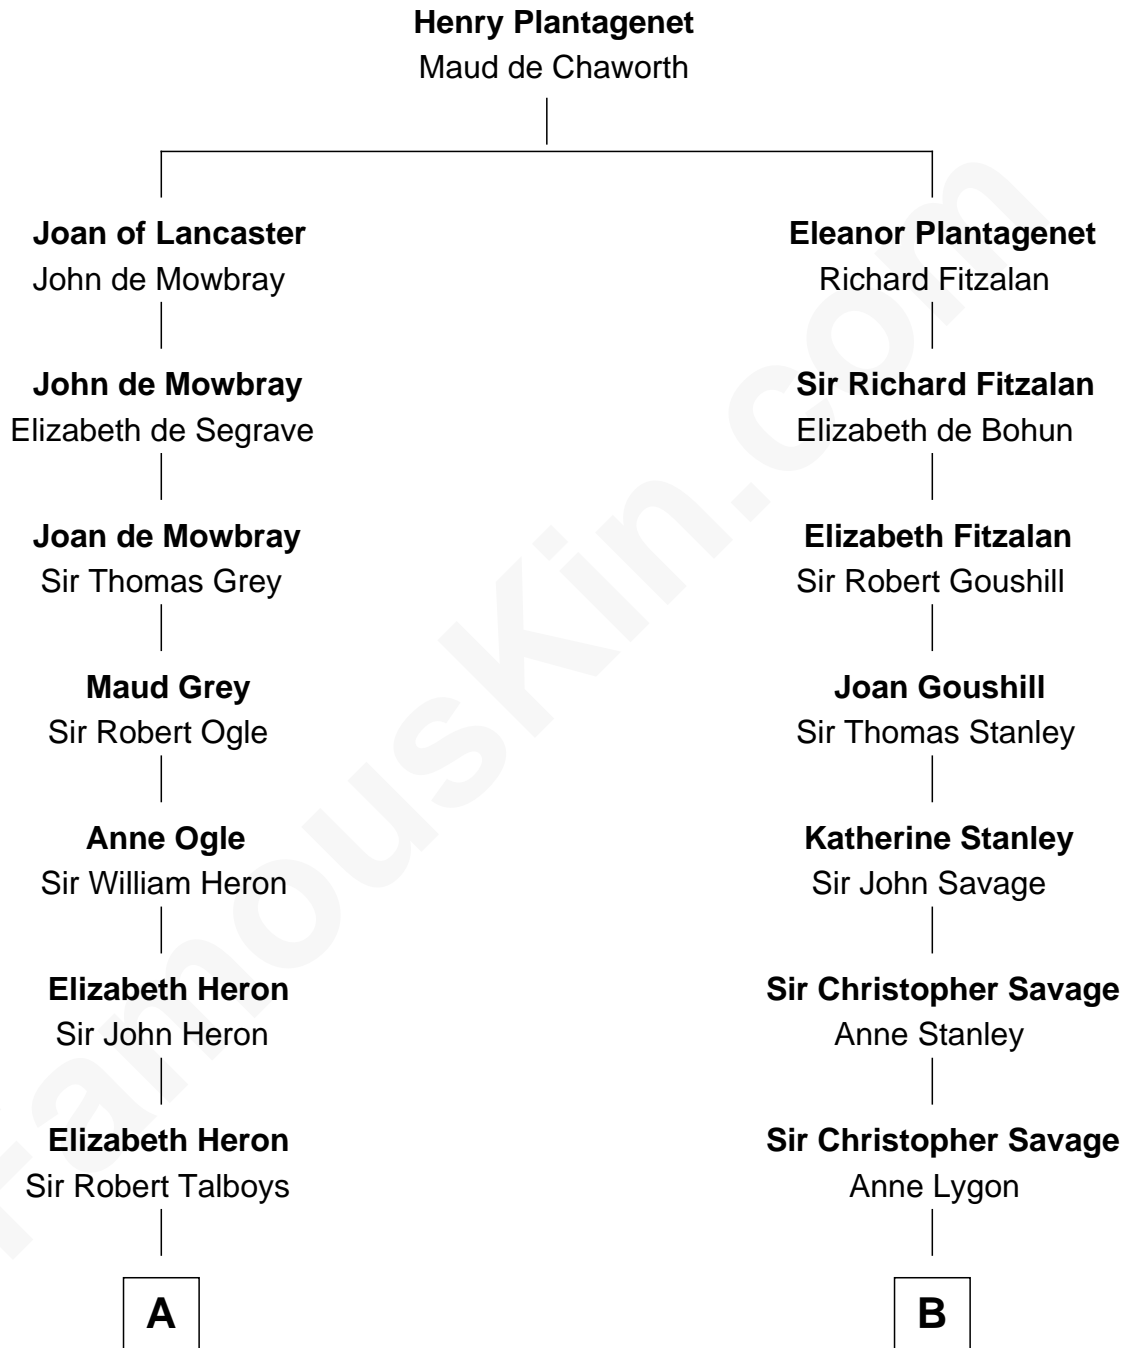 Henry Plantagenet
Maud de Chaworth
Joan of Lancaster
John de Mowbray
Eleanor Plantagenet
Richard Fitzalan
John de Mowbray
Elizabeth de Segrave
Sir Richard Fitzalan
Elizabeth de Bohun
Joan de Mowbray
Sir Thomas Grey
Elizabeth Fitzalan
Sir Robert Goushill
Maud Grey
Sir Robert Ogle
Joan Goushill
Sir Thomas Stanley
Anne Ogle
Sir William Heron
Katherine Stanley
Sir John Savage
Elizabeth Heron
Sir John Heron
Sir Christopher Savage
Anne Stanley
Elizabeth Heron
Sir Robert Talboys
Sir Christopher Savage
Anne Lygon
A
B
FamousKin.com